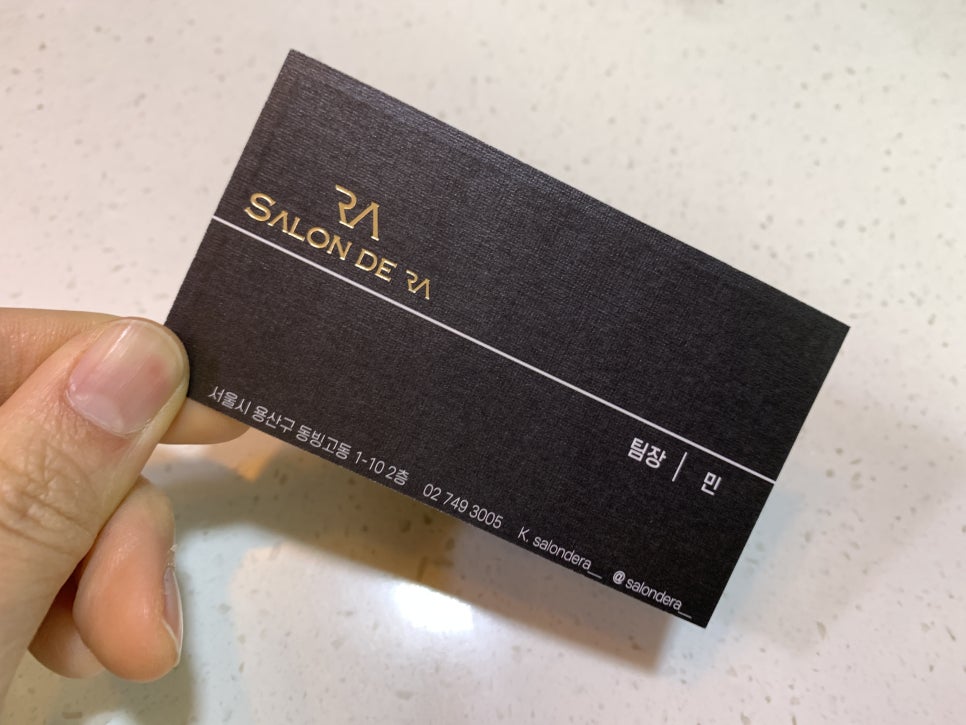 RA
SALON DE RA
팀장 | 민
서울시 용산구 동빙고동 1-10 2층 02 749 3005 K. salondera__ @salondera_